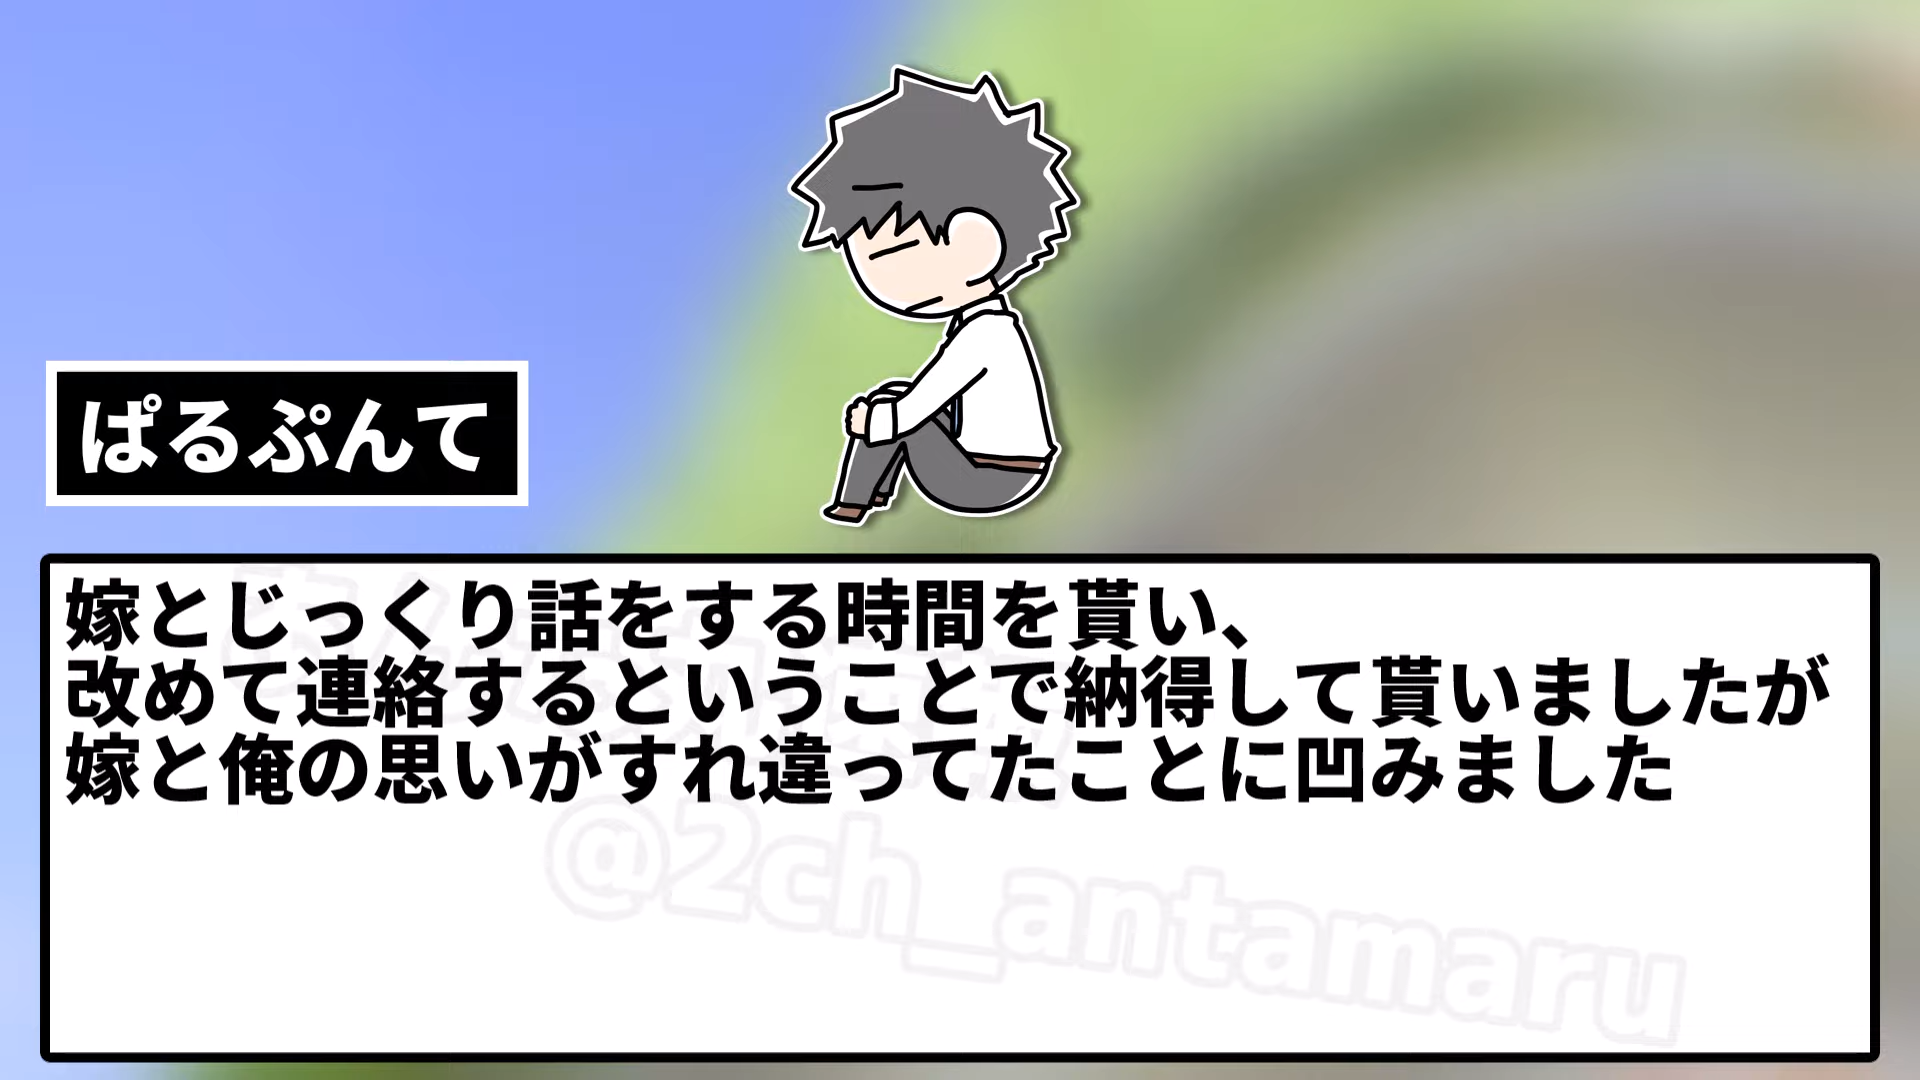 ぱるぷんて
嫁とじっくり話をする時間を貰い、
改めて連絡するということで納得して貰いましたが
嫁と俺の思いがすれ違ってたことに凹みました
@2ch_antamaru